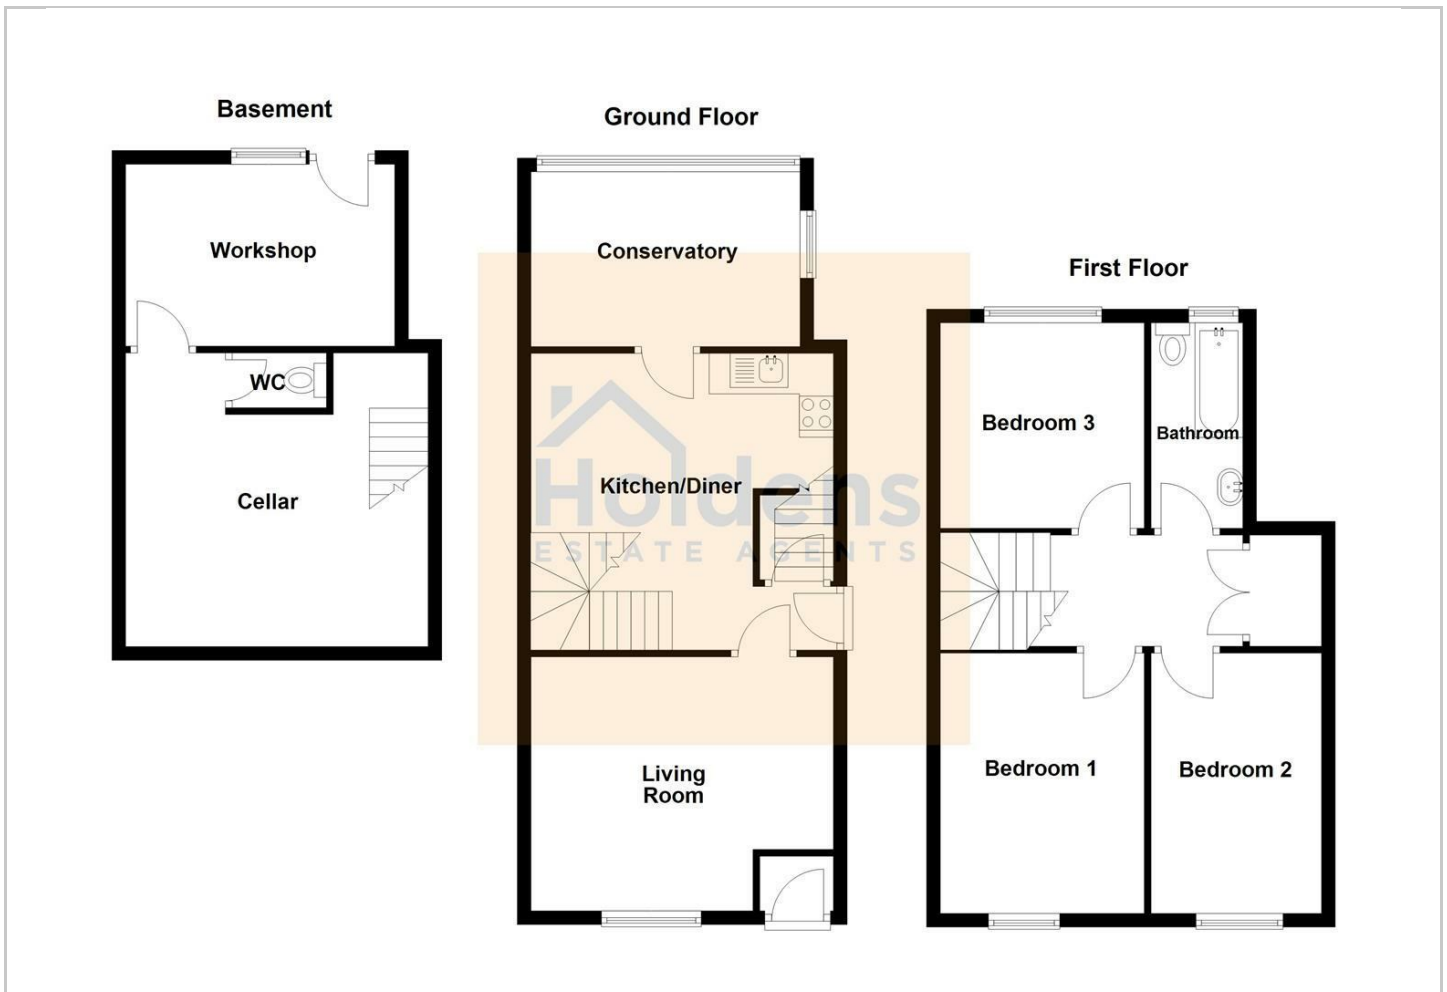 Basement
Workshop
WC
Cellar
Ground Floor
Conservatory
Kitchen/Diner
Holdens
ESTATE AGENTS
Living
Room
First Floor
Bedroom 3
Bathroom
Bedroom 1
Bedroom 2